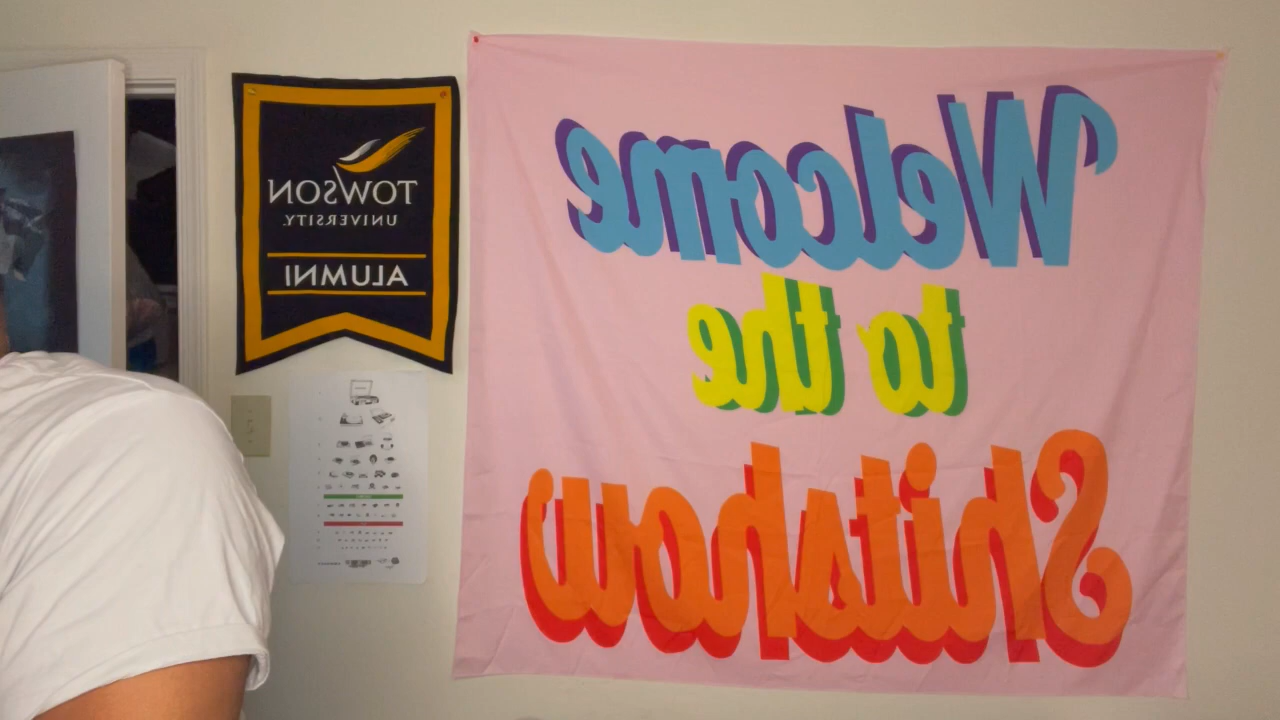 TOWSON
UNIVERSITY.
ALUMNI
Welcome
to the
Shitshow